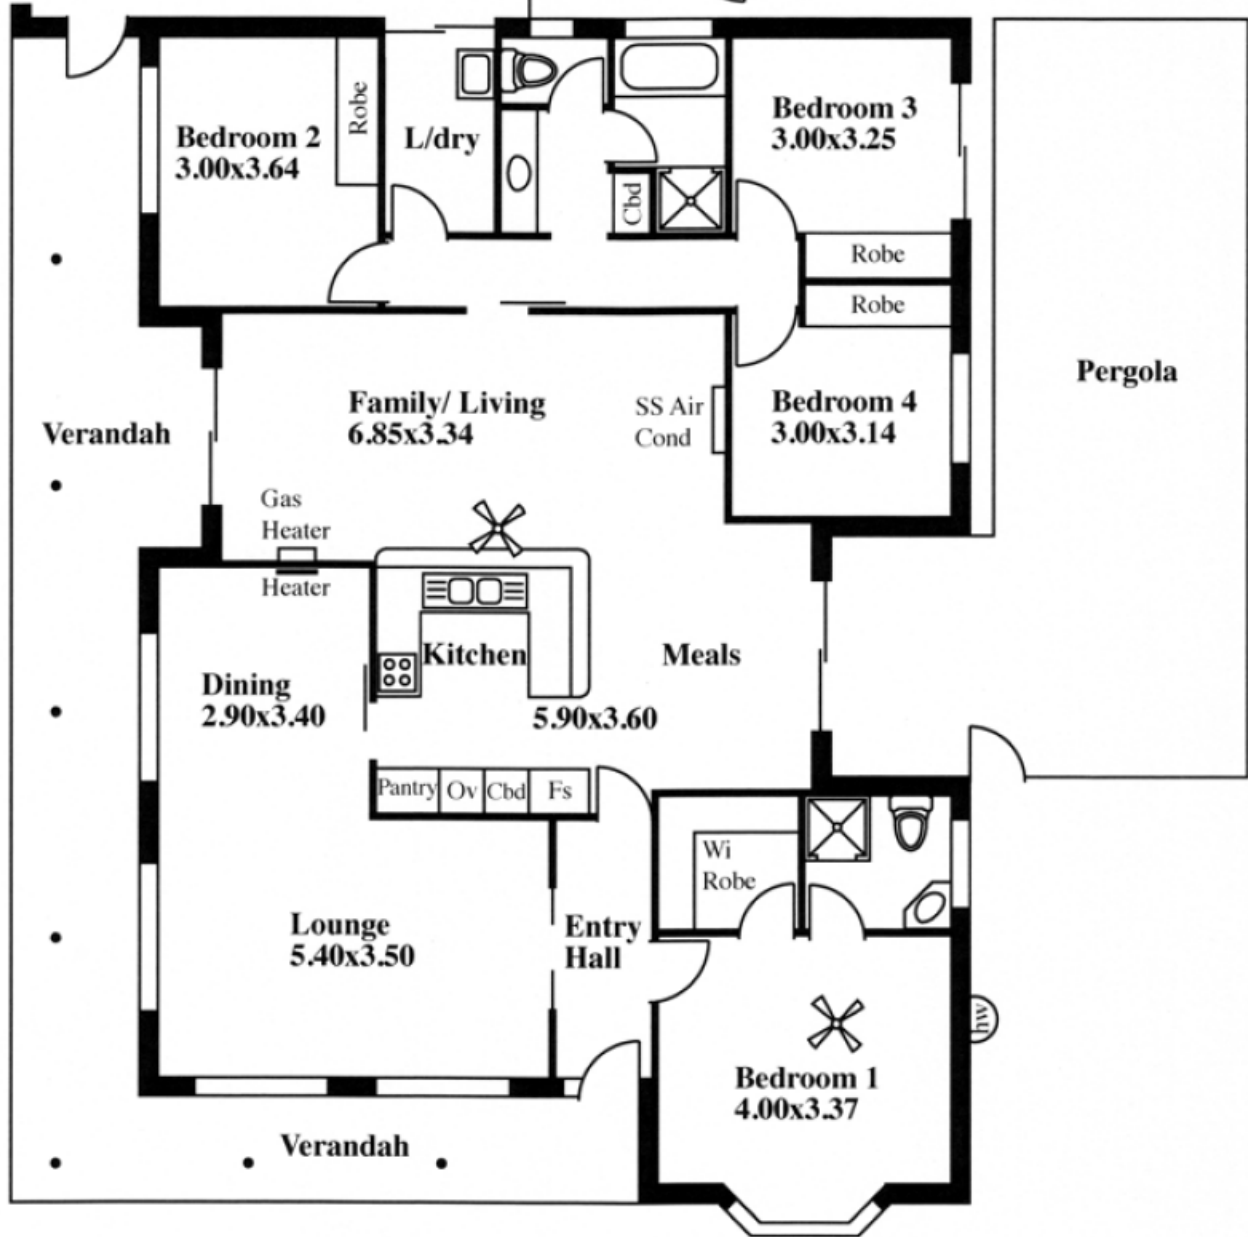 Bedroom 2
3.00x3.64
Robe
L/dry
Cbd
Bedroom 3
3.00x3.25
Robe
Robe
Pergola
Verandah
Family/ Living
6.85x3.34
SS Air
Cond
Bedroom 4
3.00x3.14
Gas
Heater
Heater
Kitchen
Meals
Dining
2.90x3.40
5.90x3.60
Pantry
Ov
Cbd
Fs
Wi
Robe
Lounge
5.40x3.50
Entry
Hall
hw
Bedroom 1
4.00x3.37
Verandah